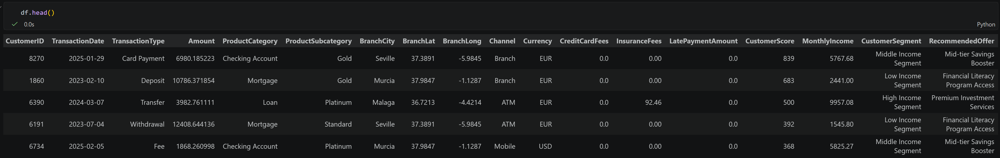 df.head()
0.0s
Python
CustomerID TransactionDate TransactionType Amount ProductCategory ProductSubcategory BranchCity BranchLat BranchLong Channel Currency CreditCardFees InsuranceFees LatePaymentAmount CustomerScore MonthlyIncome CustomerSegment RecommendedOffer
8270 2025-01-29 Card Payment 6980.185223 Checking Account Gold Seville 37.3891 -5.9845 Branch EUR 0.0 0.00 0.0 839 5767.68 Middle Income Mid-tier Savings
Segment Booster
1860 2023-02-10 Deposit 10786.371854 Mortgage Gold Murcia 37.9847 -1.1287 Branch EUR 0.0 0.00 0.0 683 2441.00 Low Income Financial Literacy
Segment Program Access
6390 2024-03-07 Transfer 3982.761111 Loan Platinum Malaga 36.7213 -4.4214 ATM EUR 0.0 92.46 0.0 500 9957.08 High Income Premium Investment
Segment Services
6191 2023-07-04 Withdrawal 12408.644136 Mortgage Standard Seville 37.3891 -5.9845 ATM EUR 0.0 0.00 0.0 392 1545.80 Low Income Financial Literacy
Segment Program Access
6734 2025-02-05 Fee 1868.260998 Checking Account Platinum Murcia 37.9847 -1.1287 Mobile USD 0.0 0.00 0.0 368 5825.27 Middle Income Mid-tier Savings
Segment Booster